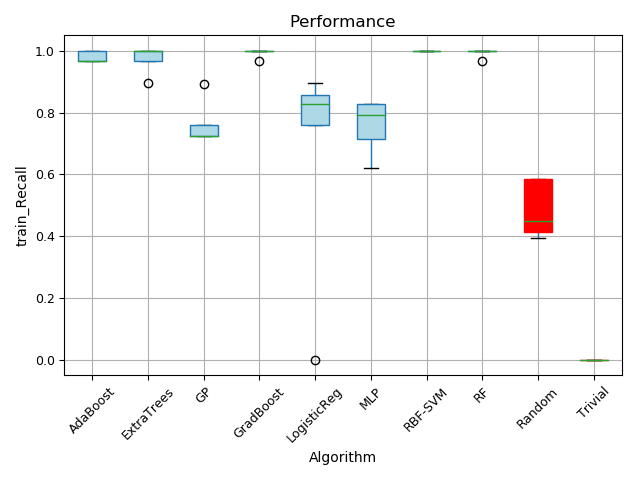 Performance
train_Recall
1.0
0.8
0.6
0.4
0.2
0.0
AdaBoost
ExtraTrees
GP
GradBoost
LogisticReg
MLP
RBF-SVM
RF
Random
Trivial
Algorithm